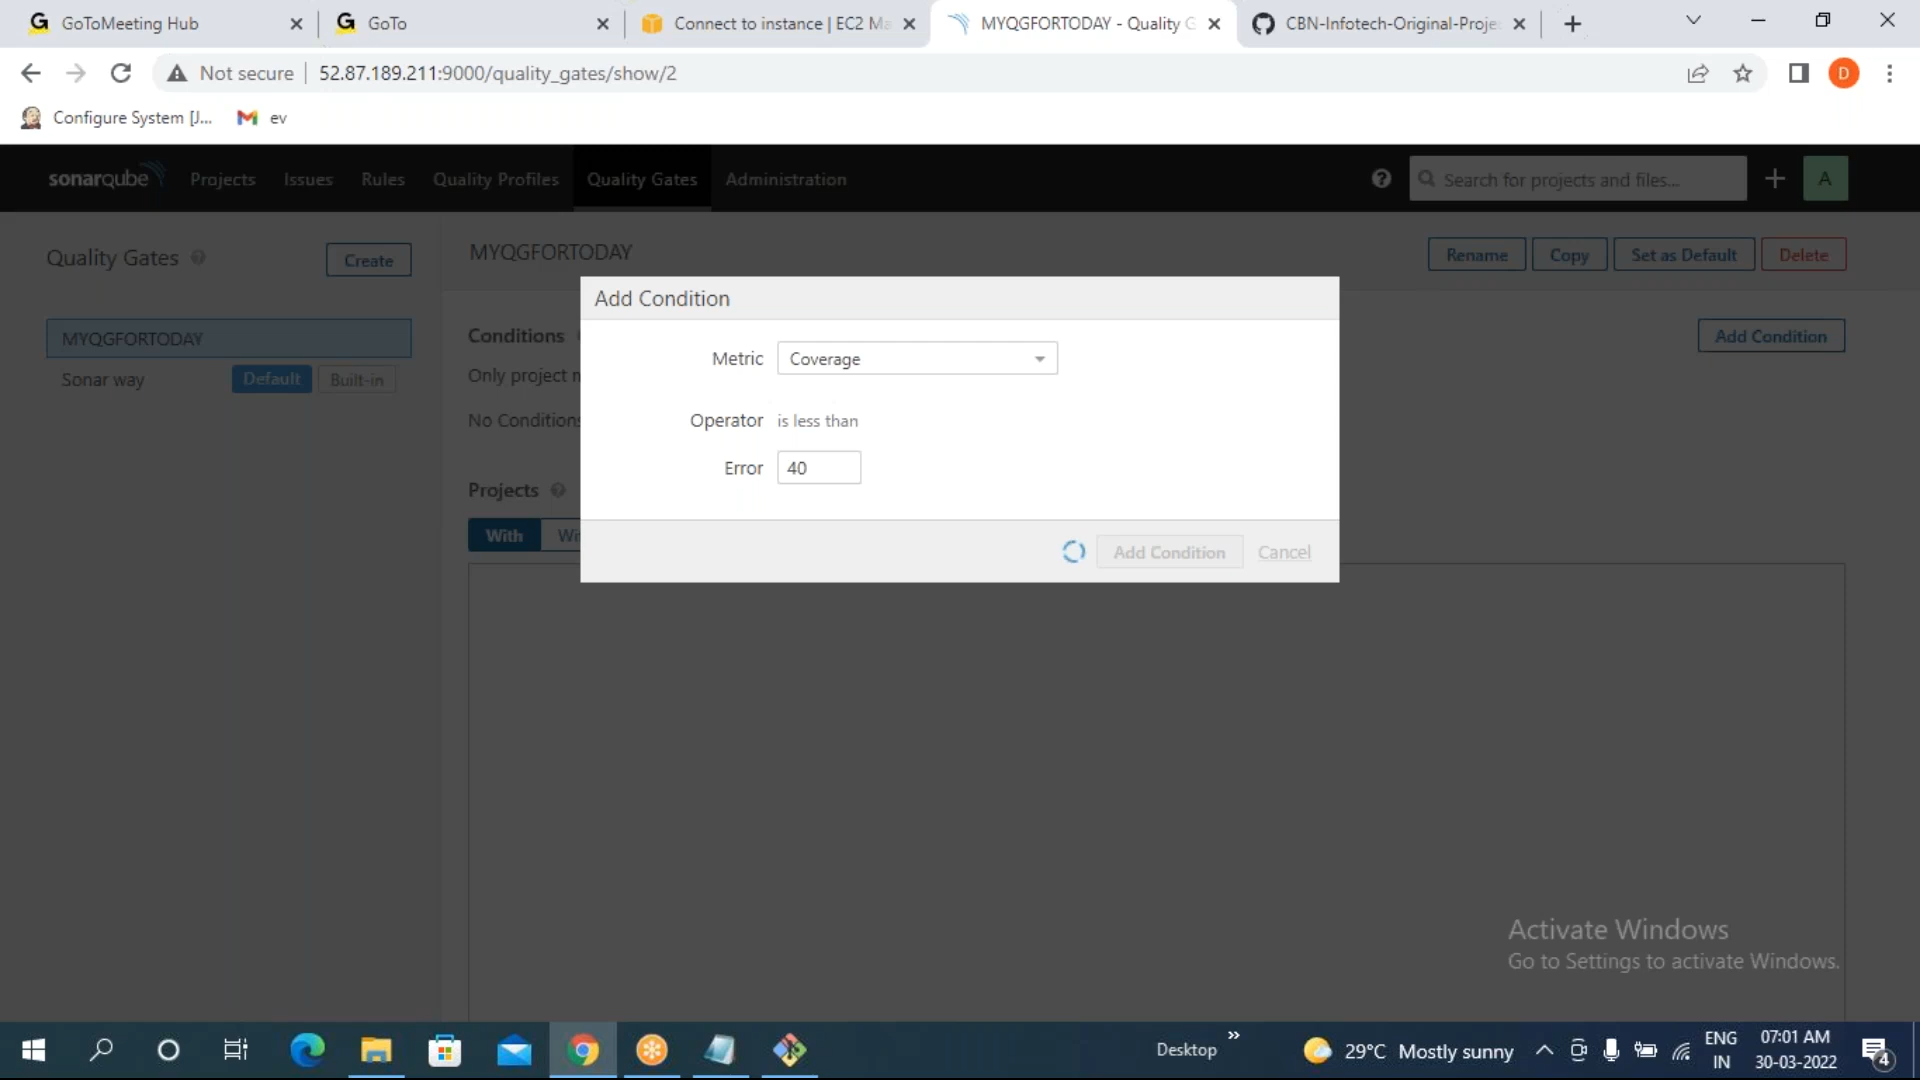 GoToMeeting Hub
GoTo
Connect to instance | EC2 Ma
MYQGFORTODAY - Quality G
CBN-Infotech-Original-Projec
Not secure
52.87.189.211:9000/quality_gates/show/2
D
Configure System [J...
ev
sonarqube
Projects
Issues
Rules
Quality Profiles
Quality Gates
Administration
Search for projects and files...
A
Quality Gates
Create
MYQGFORTODAY
Rename
Copy
Set as Default
Delete
MYQGFORTODAY
Sonar way
Default
Built-in
Conditions
Add Condition
Only project m
No Conditions
Projects
With
Wi
Add Condition
Metric
Coverage
Operator
is less than
Error
40
Add Condition
Cancel
Activate Windows
Go to Settings to activate Windows.
Desktop
29°C Mostly sunny
ENG
IN
07:01 AM
30-03-2022
4